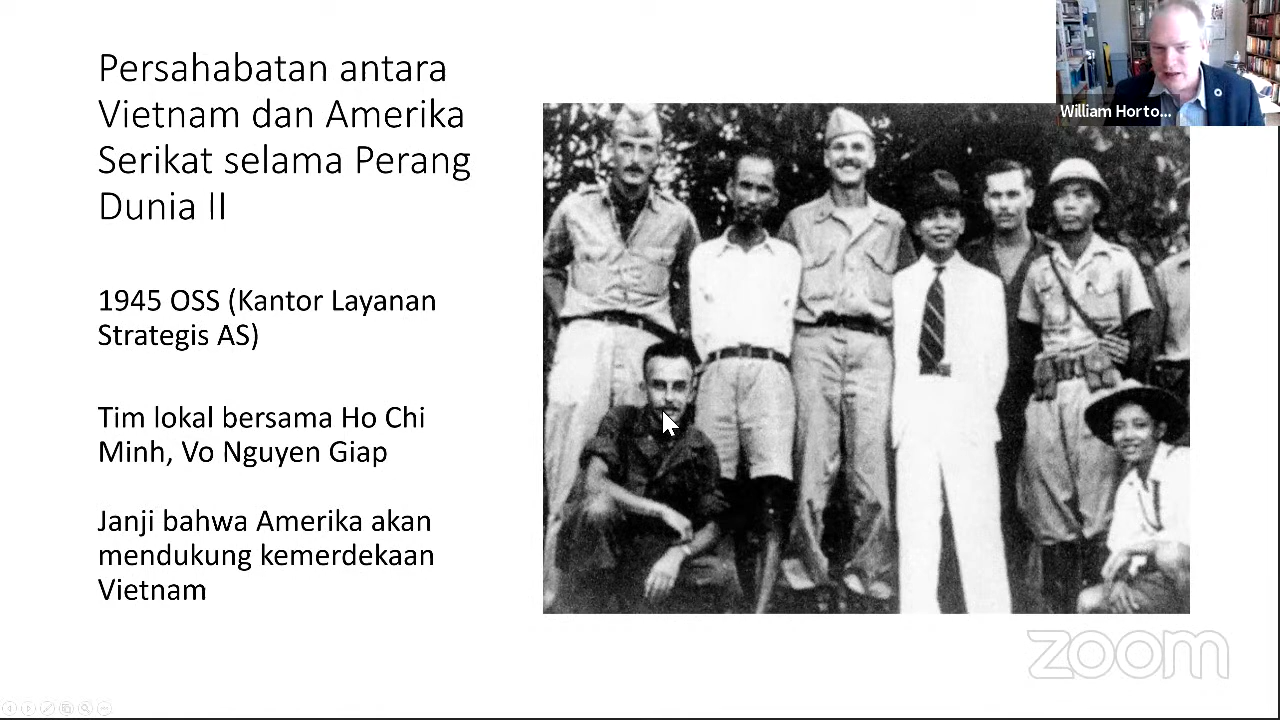 Persahabatan antara
Vietnam dan Amerika
Serikat selama Perang
Dunia II
1945 OSS (Kantor Layanan
Strategis AS)
Tim lokal bersama Ho Chi
Minh, Vo Nguyen Giap
Janji bahwa Amerika akan
mendukung kemerdekaan
Vietnam
William Horto...
zoom